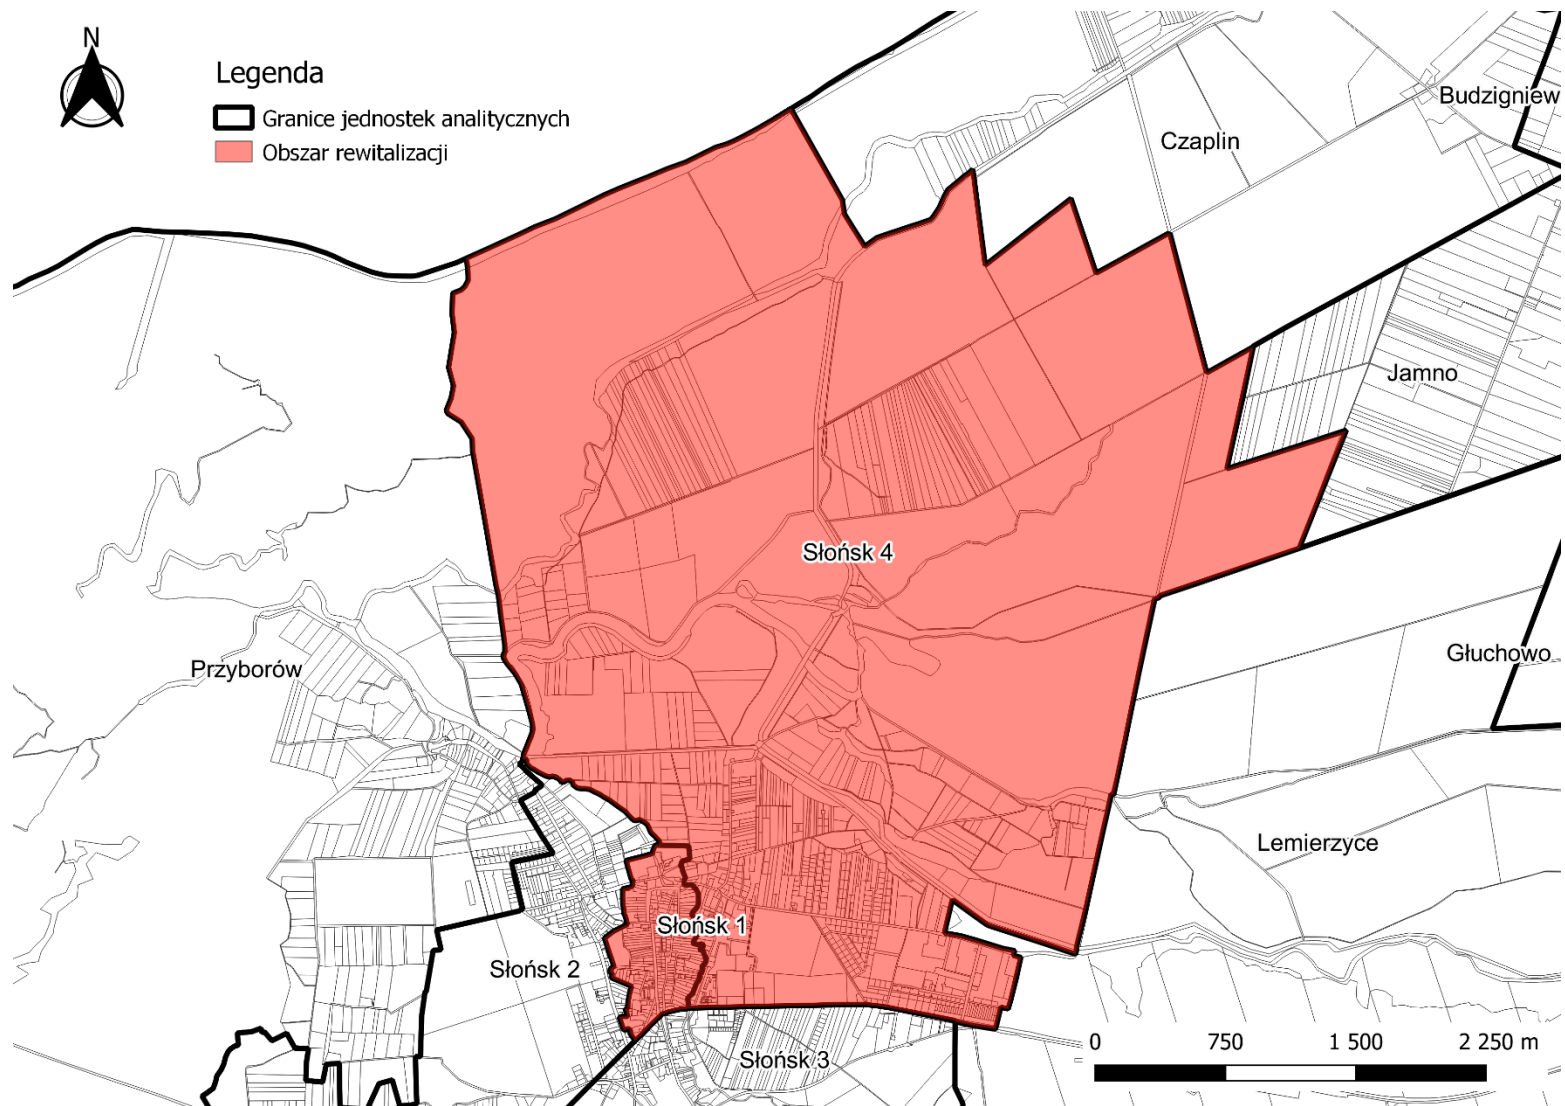 N
Legenda
Granice jednostek analitycznych
Obszar rewitalizacji
Budzigniew
Czaplin
Jamno
Słońsk 4
Głuchowo
Przyborów
Lemierzyce
Słońsk 1
Słońsk 2
Słońsk 3
0 750 1 500 2 250 m